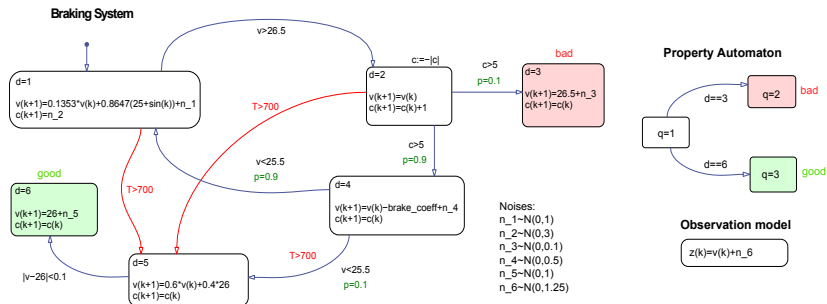 Braking System
v>26.5
c:=−|c|
d=1
v(k+1)=0.1353*v(k)+0.8647(25+sin(k))+n_1
c(k+1)=n_2
d=2
v(k+1)=v(k)
c(k+1)=c(k)+1
c>5
p=0.1
bad
d=3
v(k+1)=26.5+n_3
c(k+1)=c(k)
T>700
T>700
c>5
p=0.9
v<25.5
p=0.9
d=4
v(k+1)=v(k)−brake_coeff+n_4
c(k+1)=c(k)
good
d=6
v(k+1)=26+n_5
c(k+1)=c(k)
T>700
v<25.5
p=0.1
|v−26|<0.1
d=5
v(k+1)=0.6*v(k)+0.4*26
c(k+1)=c(k)
Noises:
n_1~N(0,1)
n_2~N(0,3)
n_3~N(0,0.1)
n_4~N(0,0.5)
n_5~N(0,1)
n_6~N(0,1.25)
Property Automaton
q=1
d==3
q=2
bad
d==6
q=3
good
Observation model
z(k)=v(k)+n_6